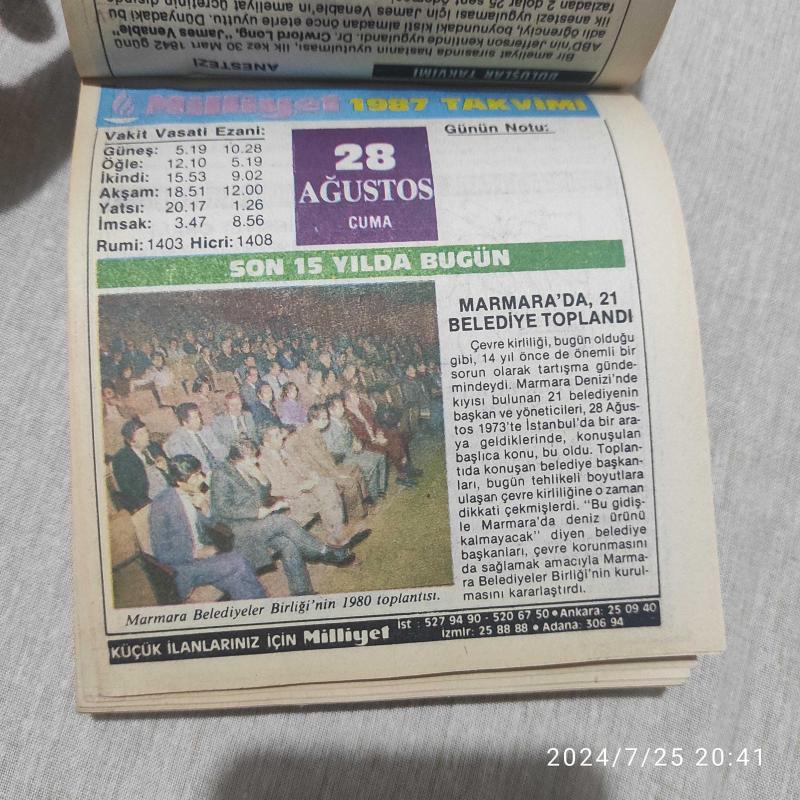 fazladan 2 dolar 25 sent
ilk anestezi uygulaması için James Venable'in ameliyat ücretinin dışında
adlı öğrenciyi, boynundaki kisti almadan önce eterle uyuttu. Dünyadaki bu
ABD'nin Jefferson kentinde uygulandı. Dr. Crawford Long, "James Venable"
Bir ameliyat sırasında hastanın uyutulması, ilk kez 30 Mart 1842 günü
ANESTEZİ
BULUŞLAR TAKVİMİ
Milliyet 1987 TAKVİMİ
Vakit Vasati Ezani:
Güneş: 5.19 10.28
Öğle: 12.10 5.19
İkindi: 15.53 9.02
Akşam: 18.51 12.00
Yatsı: 20.17 1.26
İmsak: 3.47 8.56
Rumi: 1403 Hicri: 1408
28
AĞUSTOS
CUMA
Günün Notu:
SON 15 YILDA BUGÜN
MARMARA'DA, 21
BELEDİYE TOPLANDI
Çevre kirliliği, bugün olduğu
gibi, 14 yıl önce de önemli bir
sorun olarak tartışma günde-
mindeydi. Marmara Denizi'nde
kıyısı bulunan 21 belediyenin
başkan ve yöneticileri, 28 Ağus-
tos 1973'te İstanbul'da bir ara-
ya geldiklerinde, konuşulan
başlıca konu, bu oldu. Toplan-
tıda konuşan belediye başkan-
ları, bugün tehlikeli boyutlara
ulaşan çevre kirliliğine o zaman
dikkati çekmişlerdi. "Bu gidiş-
le Marmara'da deniz ürünü
kalmayacak" diyen belediye
başkanları, çevre korunmasını
da sağlamak amacıyla Marma-
ra Belediyeler Birliği'nin kurul-
masını kararlaştırdı.
Marmara Belediyeler Birliği'nin 1980 toplantısı.
KÜÇÜK İLANLARINIZ İÇİN Milliyet
İst : 527 94 90 - 520 67 50 • Ankara: 25 09 40
İzmir: 25 88 88 • Adana: 306 94
2024/7/25 20:41